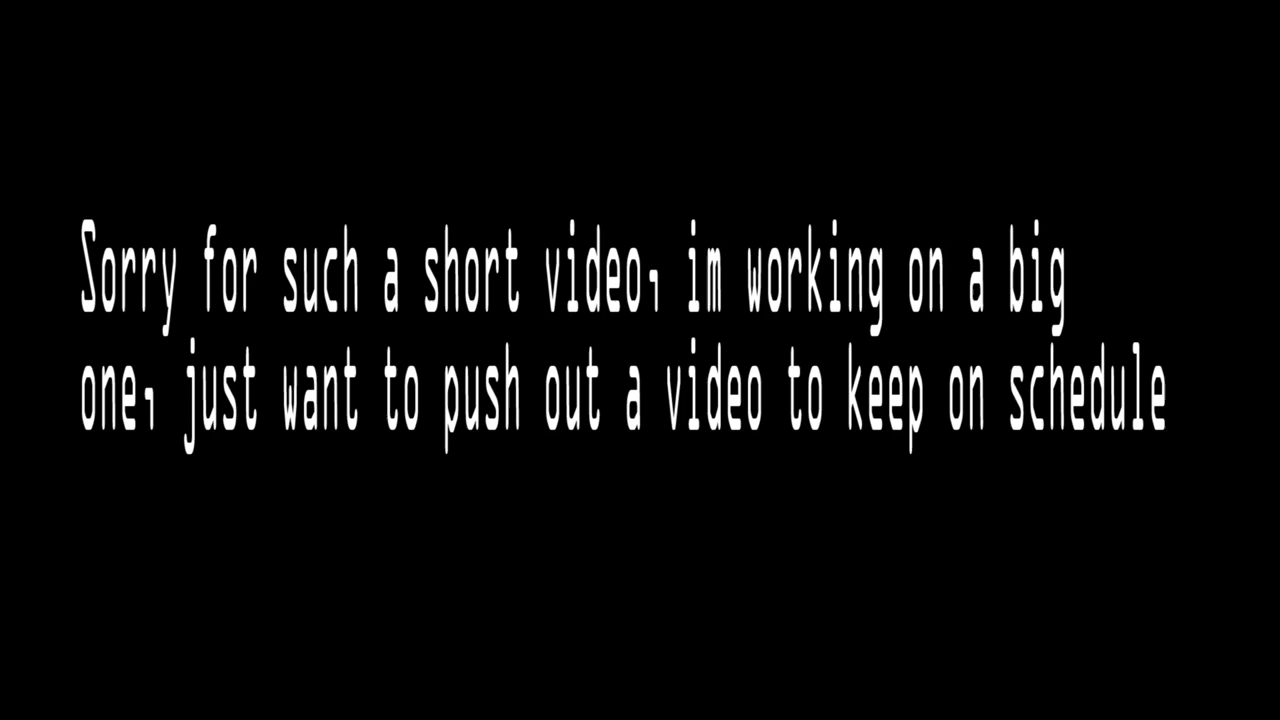 Sorry for such a short video, im working on a big
one, just want to push out a video to keep on schedule